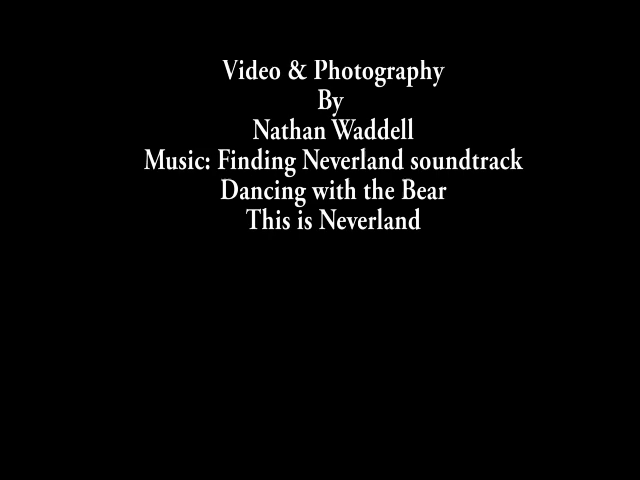 Video & Photography
By
Nathan Waddell
Music: Finding Neverland soundtrack
Dancing with the Bear
This is Neverland